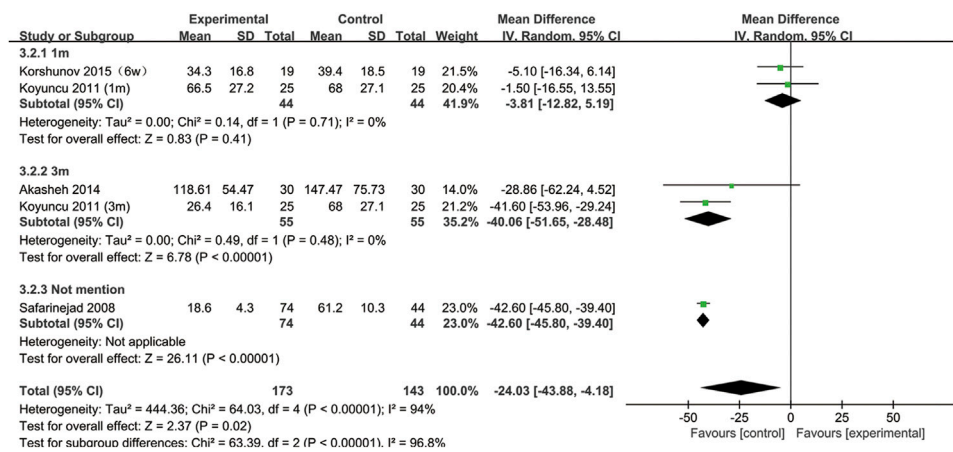 Experimental Control Mean Difference Mean Difference
Study or Subgroup Mean SD Total Mean SD Total Weight IV. Random. 95% CI IV. Random. 95% CI
3.2.1 1m
Korshunov 2015（6w） 34.3 16.8 19 39.4 18.5 19 21.5% -5.10 [-16.34, 6.14]
Koyuncu 2011 (1m) 66.5 27.2 25 68 27.1 25 20.4% -1.50 [-16.55, 13.55]
Subtotal (95% CI) 44 44 41.9% -3.81 [-12.82, 5.19]
Heterogeneity: Tau² = 0.00; Chi² = 0.14, df = 1 (P = 0.71); I² = 0%
Test for overall effect: Z = 0.83 (P = 0.41)
3.2.2 3m
Akasheh 2014 118.61 54.47 30 147.47 75.73 30 14.0% -28.86 [-62.24, 4.52]
Koyuncu 2011 (3m) 26.4 16.1 25 68 27.1 25 21.2% -41.60 [-53.96, -29.24]
Subtotal (95% CI) 55 55 35.2% -40.06 [-51.65, -28.48]
Heterogeneity: Tau² = 0.00; Chi² = 0.49, df = 1 (P = 0.48); I² = 0%
Test for overall effect: Z = 6.78 (P < 0.00001)
3.2.3 Not mention
Safarinejad 2008 18.6 4.3 74 61.2 10.3 44 23.0% -42.60 [-45.80, -39.40]
Subtotal (95% CI) 74 44 23.0% -42.60 [-45.80, -39.40]
Heterogeneity: Not applicable
Test for overall effect: Z = 26.11 (P < 0.00001)
Total (95% CI) 173 143 100.0% -24.03 [-43.88, -4.18]
Heterogeneity: Tau² = 444.36; Chi² = 64.03, df = 4 (P < 0.00001); I² = 94%
Test for overall effect: Z = 2.37 (P = 0.02)
Test for subgroup differences: Chi² = 63.39, df = 2 (P < 0.00001), I² = 96.8%
-50 -25 0 25 50
Favours [control] Favours [experimental]